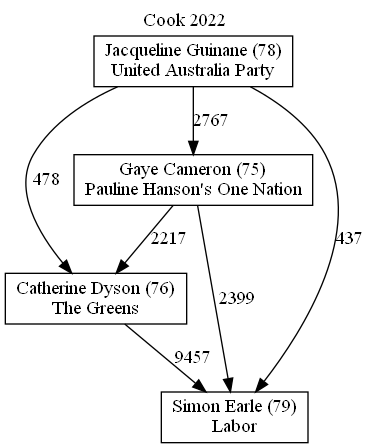 Cook 2022
Jacqueline Guinane (78)
United Australia Party
2767
Gaye Cameron (75)
Pauline Hanson's One Nation
478
2217
437
Catherine Dyson (76)
The Greens
2399
9457
Simon Earle (79)
Labor